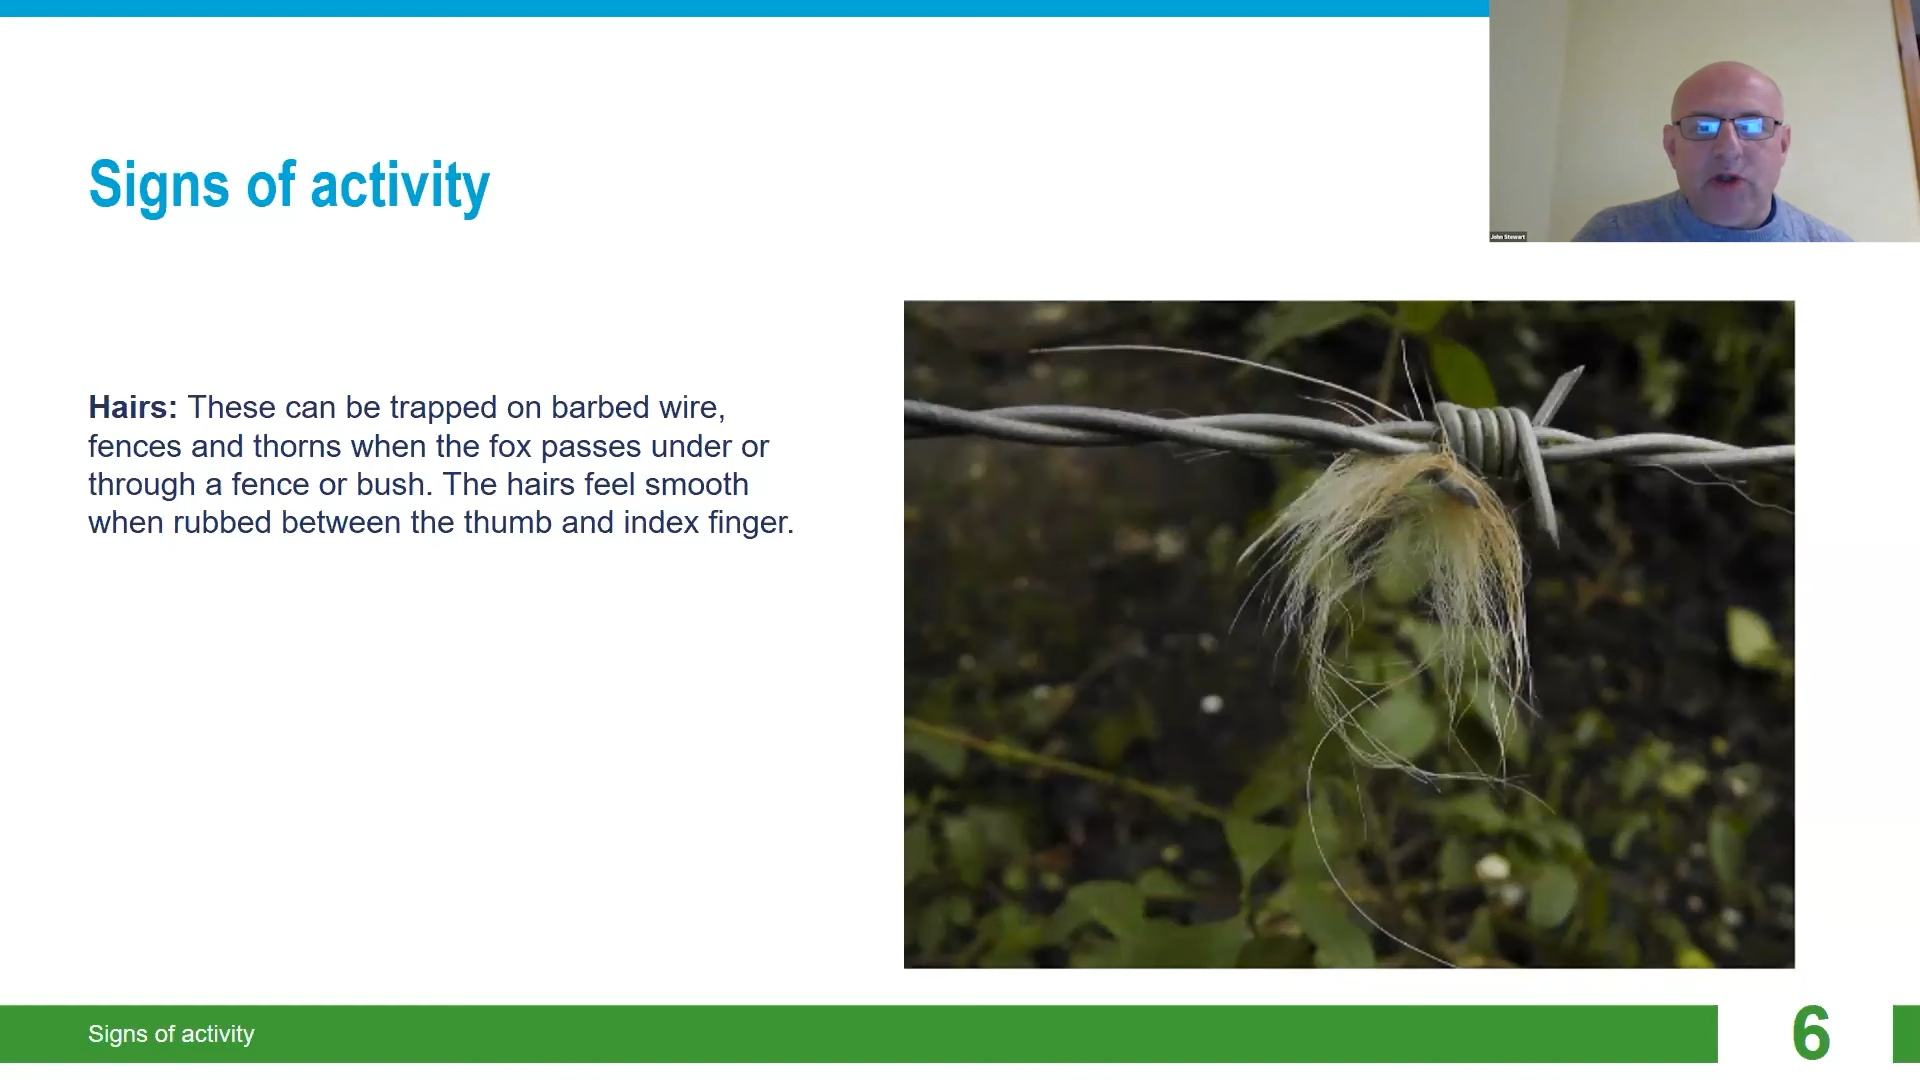 John Stewart
Signs of activity
Hairs: These can be trapped on barbed wire,
fences and thorns when the fox passes under or
through a fence or bush. The hairs feel smooth
when rubbed between the thumb and index finger.
Signs of activity
6